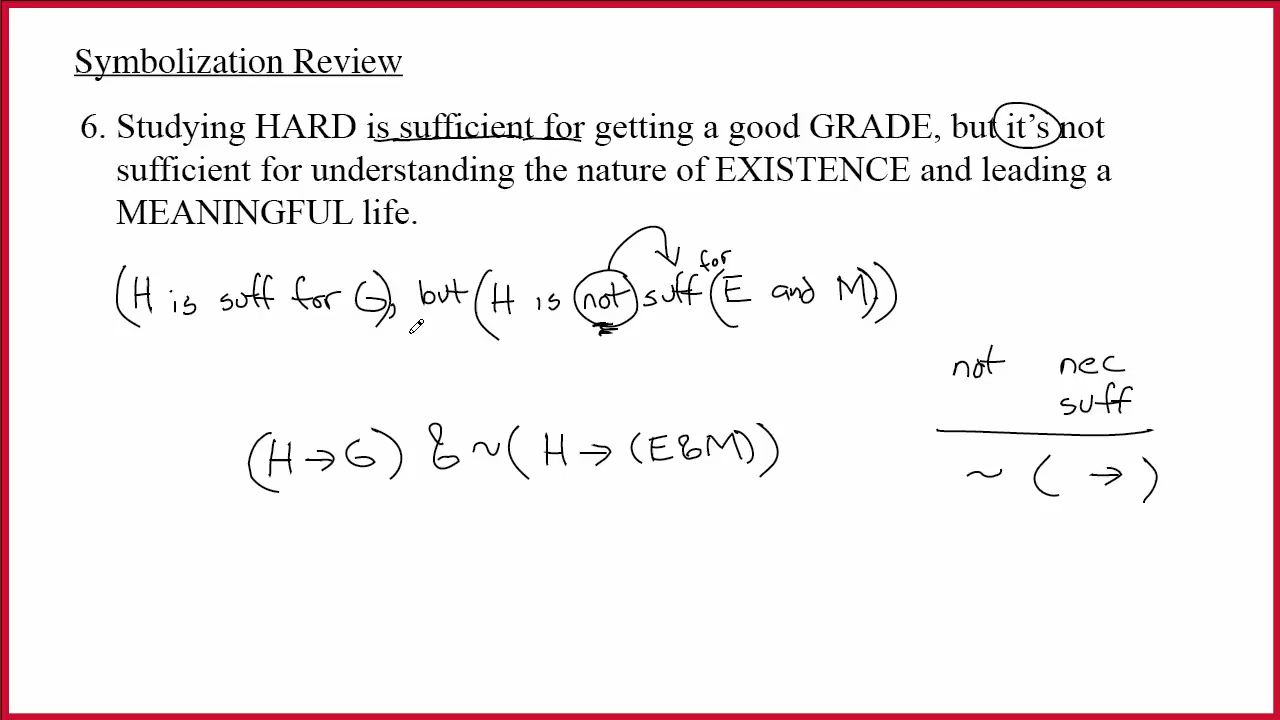 Symbolization Review
6. Studying HARD is sufficient for getting a good GRADE, but it's not
sufficient for understanding the nature of EXISTENCE and leading a
MEANINGFUL life.
(H is suff for G), but (H is not suff for (E and M))
not nec
suff
(H → G) & ~ (H → (E & M))
~ ( → )